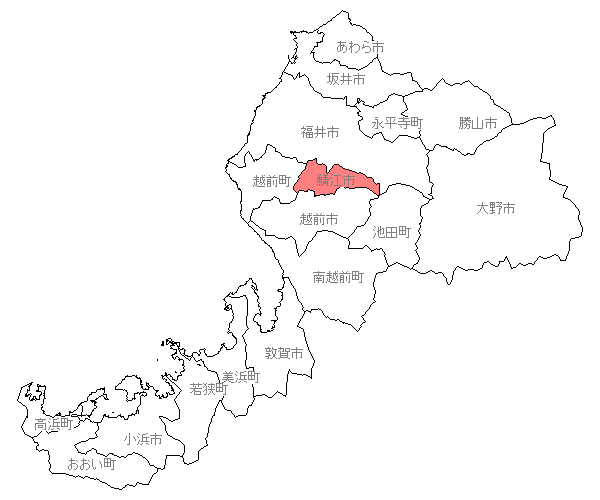 あわら市
坂井市
永平寺町
勝山市
福井市
越前町
鯖江市
大野市
越前市
池田町
南越前町
敦賀市
美浜町
若狭町
高浜町
小浜市
おおい町